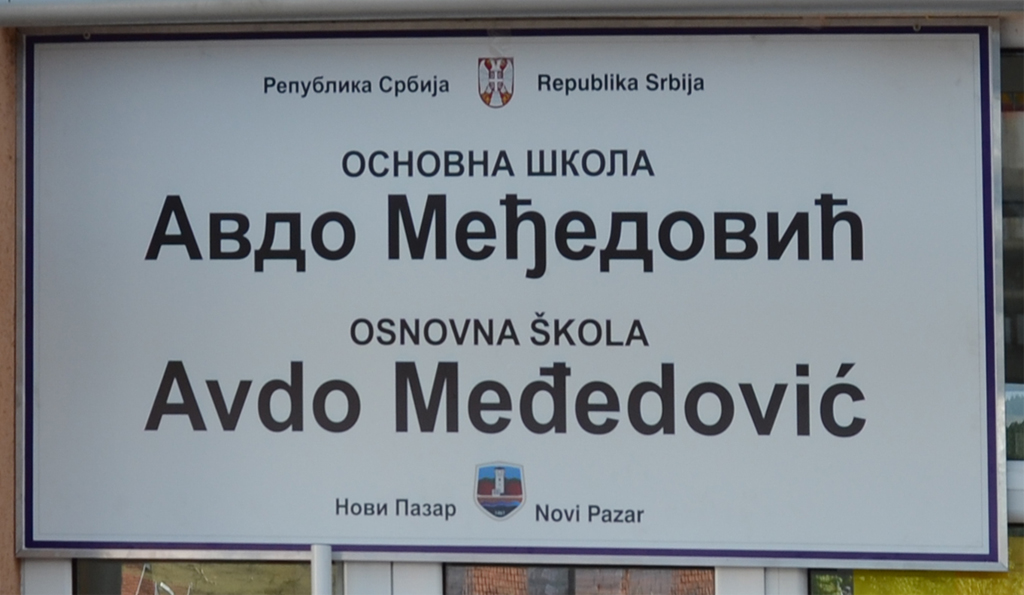 Република Србија Republika Srbija
ОСНОВНА ШКОЛА
Авдо Међедовић
OSNOVNA ŠKOLA
Avdo Međedović
Нови Пазар Novi Pazar